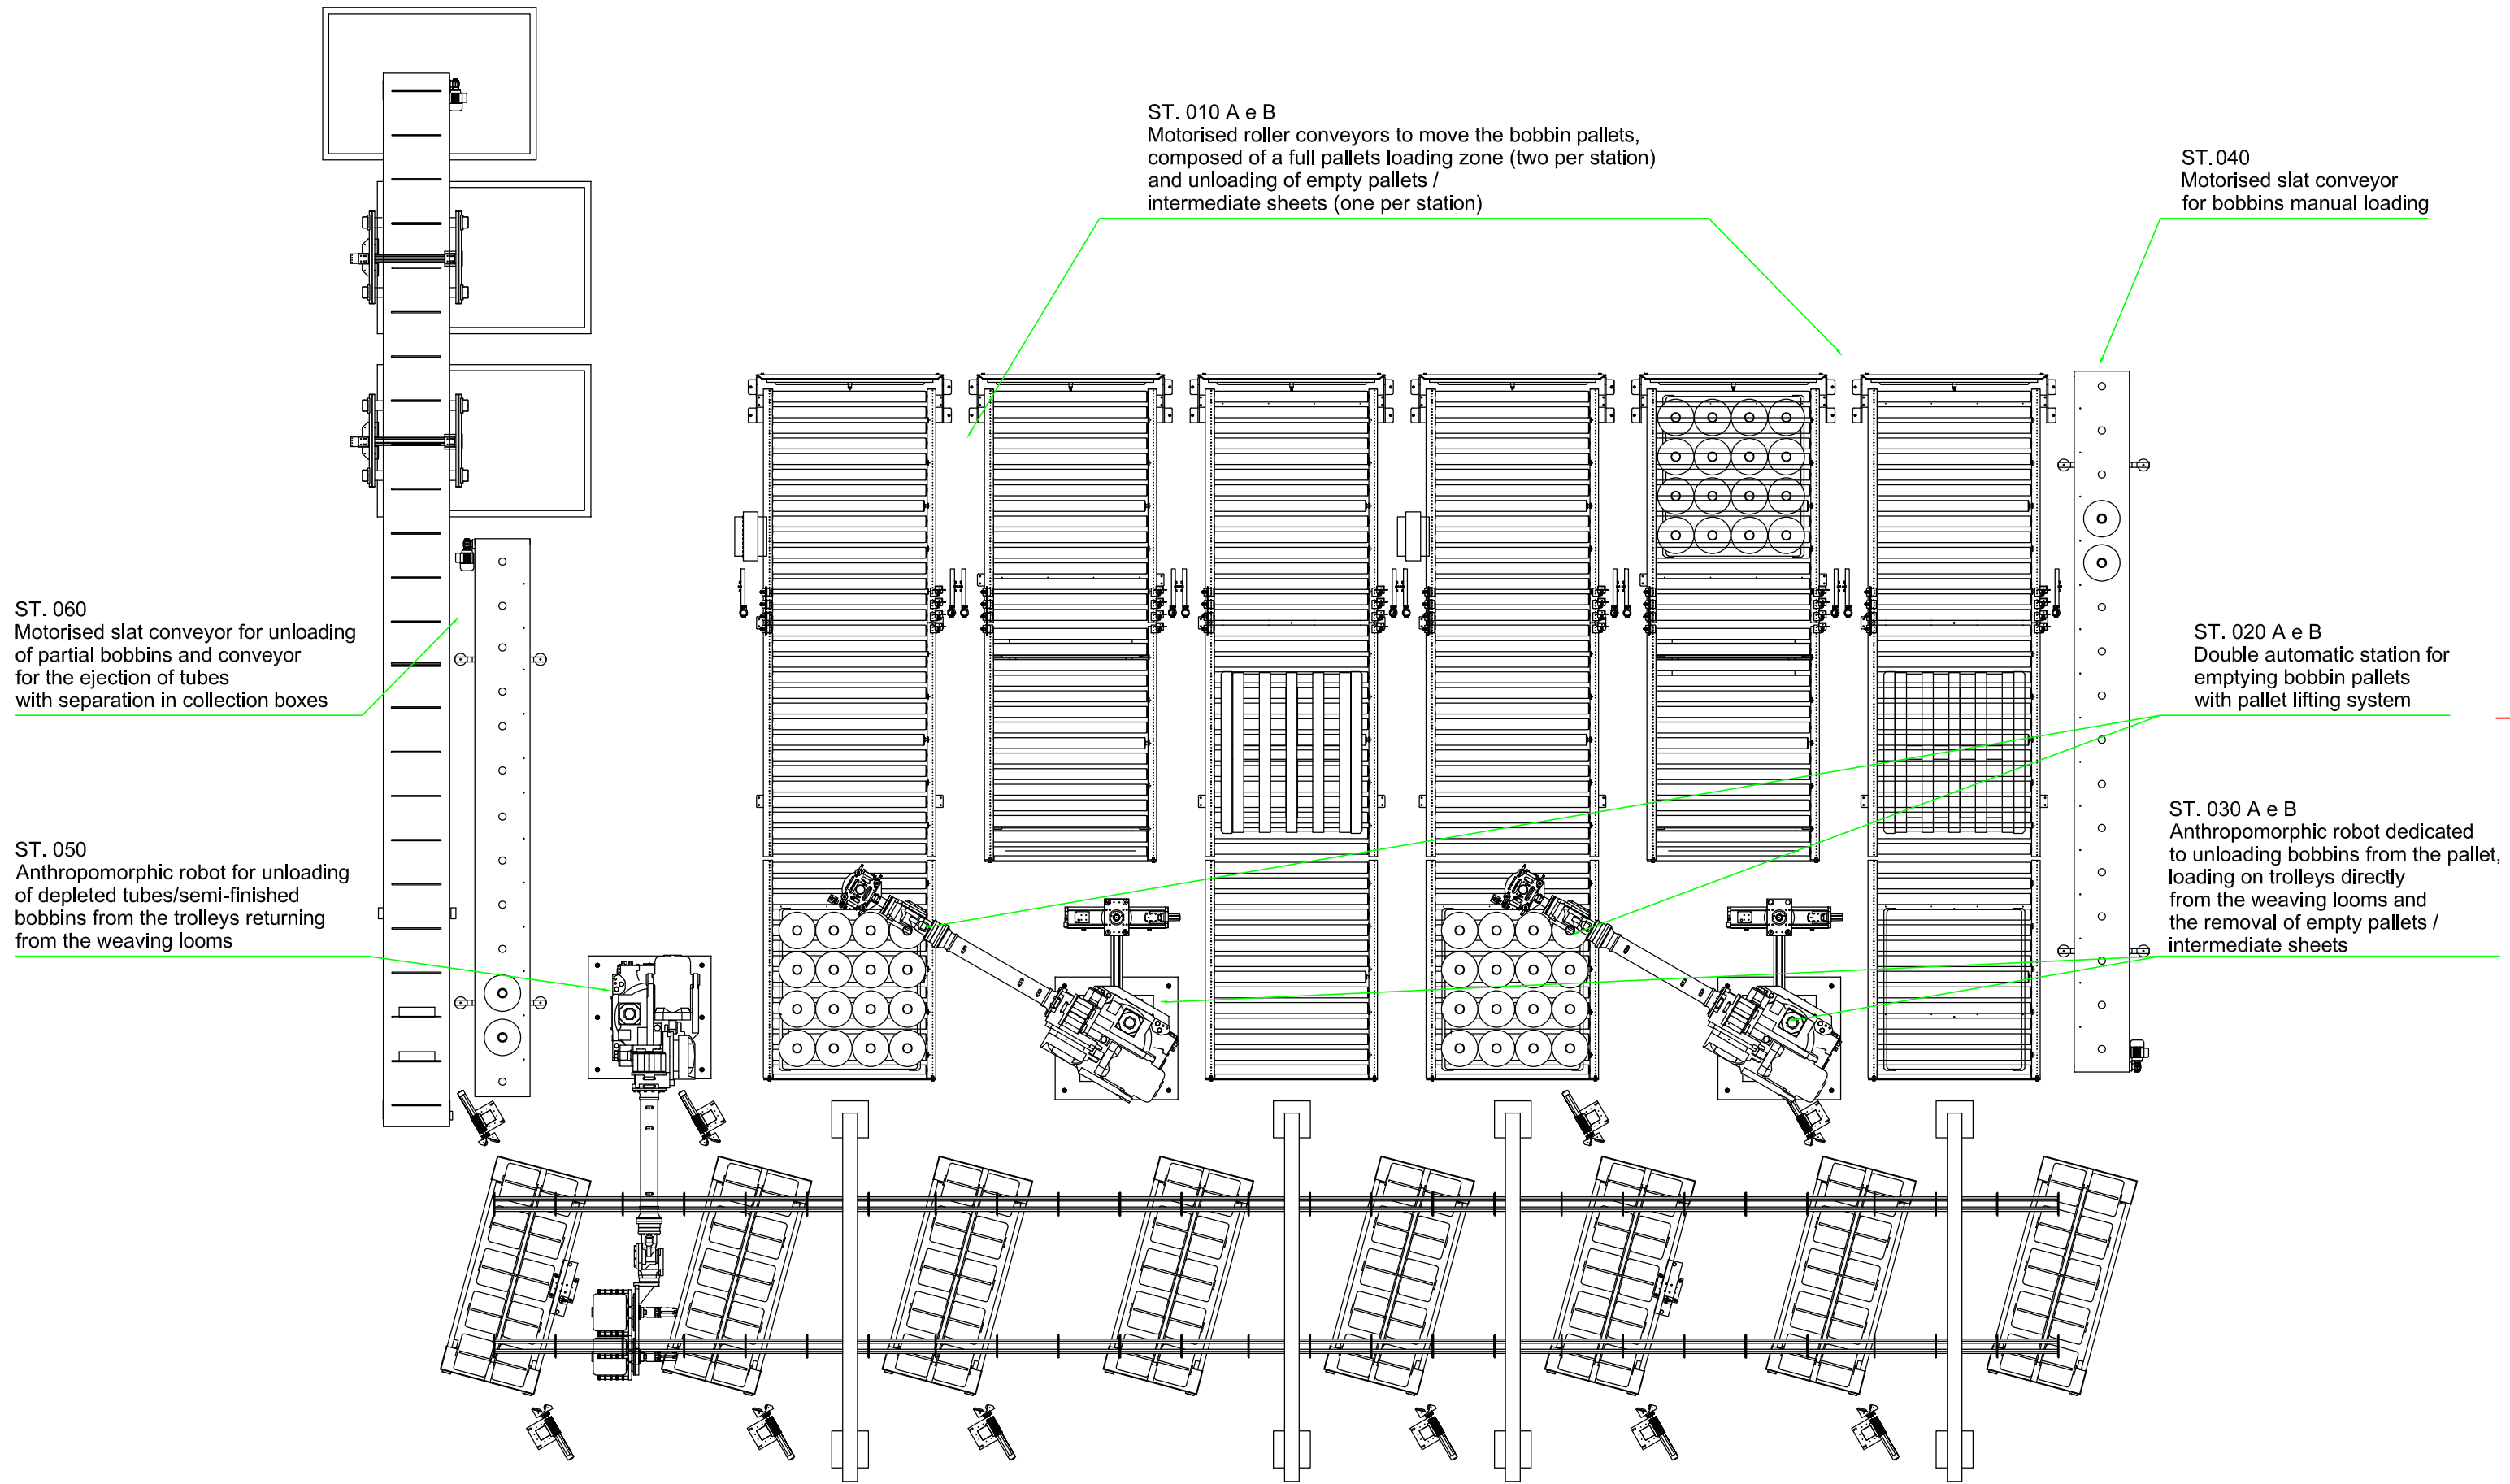 ST. 010 A e B
Motorised roller conveyors to move the bobbin pallets,
composed of a full pallets loading zone (two per station)
and unloading of empty pallets /
intermediate sheets (one per station)
ST. 040
Motorised slat conveyor
for bobbins manual loading
ST. 060
Motorised slat conveyor for unloading
of partial bobbins and conveyor
for the ejection of tubes
with separation in collection boxes
ST. 020 A e B
Double automatic station for
emptying bobbin pallets
with pallet lifting system
ST. 050
Anthropomorphic robot for unloading
of depleted tubes/semi-finished
bobbins from the trolleys returning
from the weaving looms
ST. 030 A e B
Anthropomorphic robot dedicated
to unloading bobbins from the pallet,
loading on trolleys directly
from the weaving looms and
the removal of empty pallets /
intermediate sheets